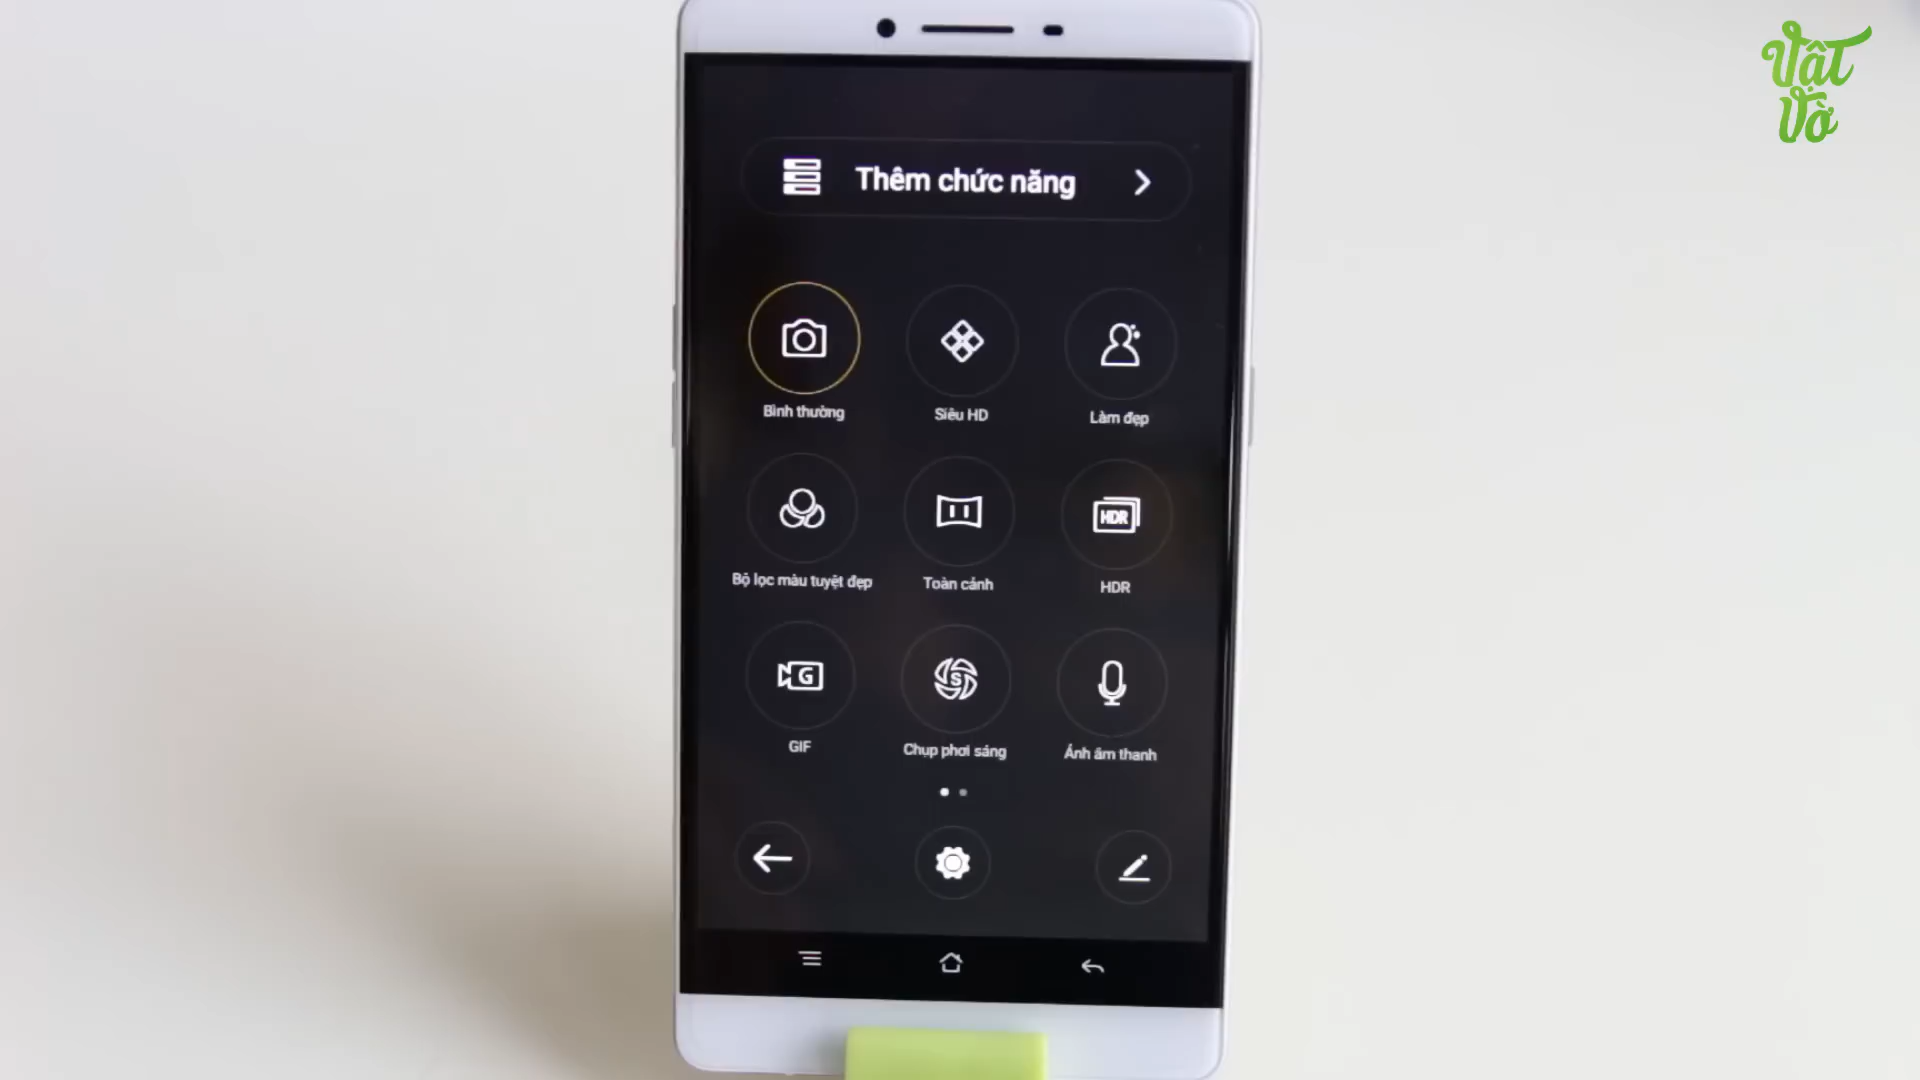 Vật
Vờ
Thêm chức năng
Bình thường
Siêu HD
Làm đẹp
HDR
Bộ lọc màu tuyệt đẹp
Toàn cảnh
HDR
G
S
GIF
Chụp phơi sáng
Ảnh âm thanh